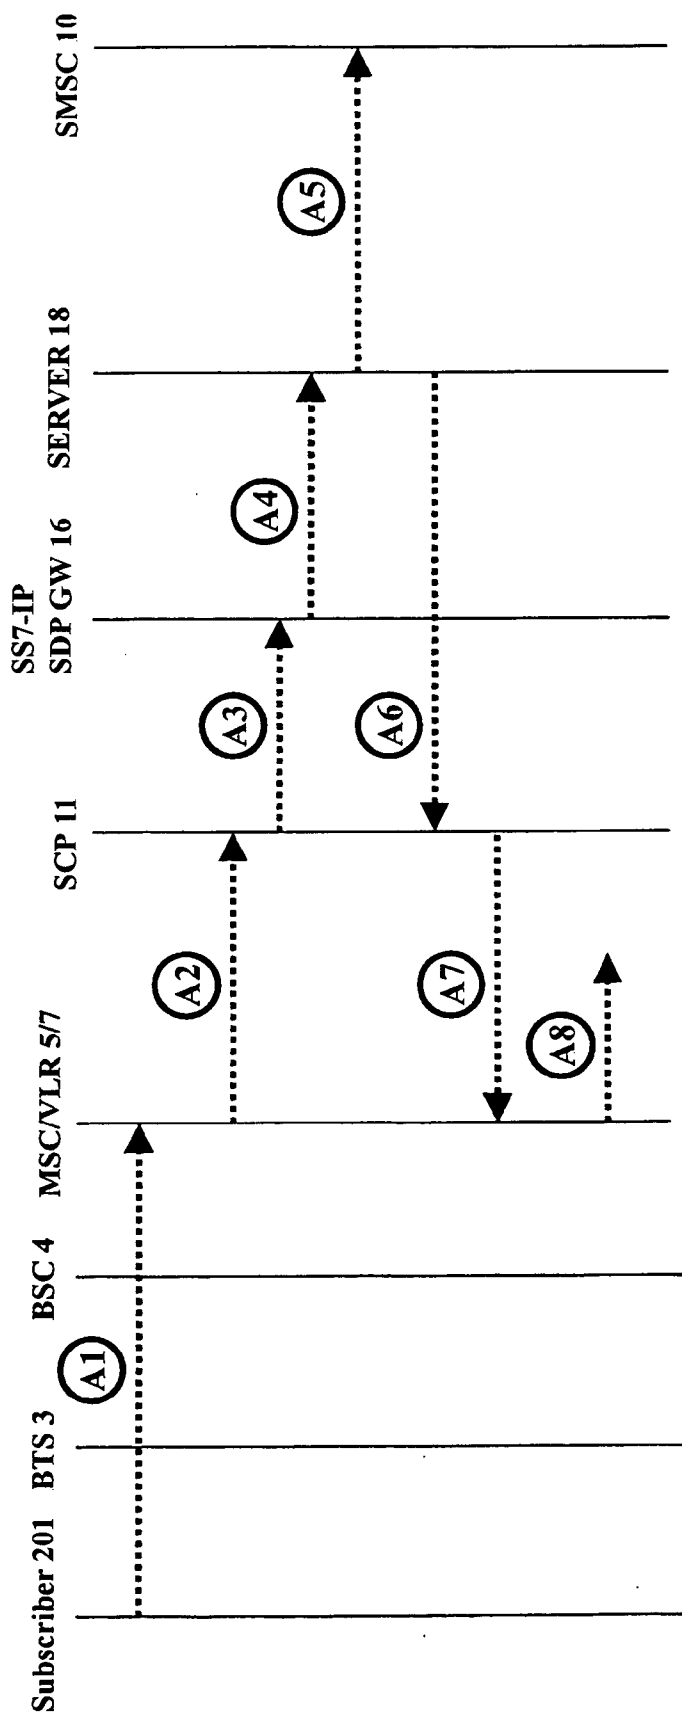 Subscriber 201
BTS 3
BSC 4
MSC/VLR 5/7
SCP 11
SS7-IP
SDP GW 16
SERVER 18
SMSC 10
A1
A2
A3
A4
A5
A6
A7
A8